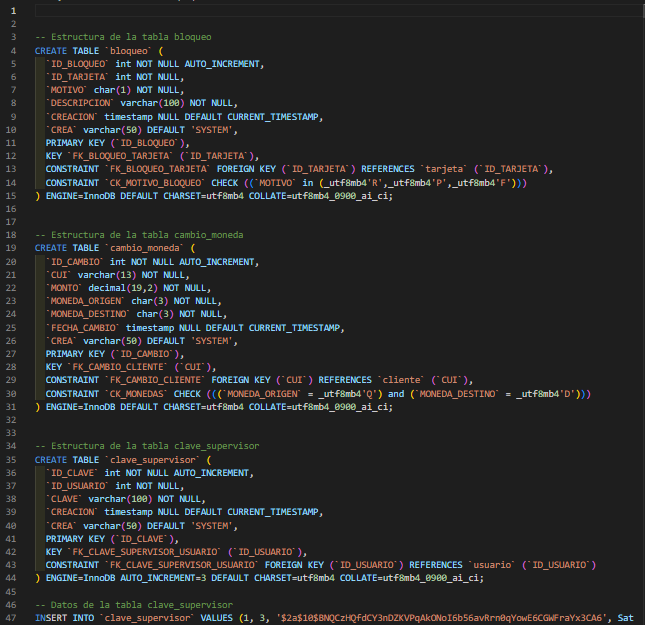 1
2
3 -- Estructura de la tabla bloqueo
4 CREATE TABLE `bloqueo` (
5 `ID_BLOQUEO` int NOT NULL AUTO_INCREMENT,
6 `ID_TARJETA` int NOT NULL,
7 `MOTIVO` char(1) NOT NULL,
8 `DESCRIPCION` varchar(100) NOT NULL,
9 `CREACION` timestamp NULL DEFAULT CURRENT_TIMESTAMP,
10 `CREA` varchar(50) DEFAULT 'SYSTEM',
11 PRIMARY KEY (`ID_BLOQUEO`),
12 KEY `FK_BLOQUEO_TARJETA` (`ID_TARJETA`),
13 CONSTRAINT `FK_BLOQUEO_TARJETA` FOREIGN KEY (`ID_TARJETA`) REFERENCES `tarjeta` (`ID_TARJETA`),
14 CONSTRAINT `CK_MOTIVO_BLOQUEO` CHECK ((`MOTIVO` in (_utf8mb4'R',_utf8mb4'P',_utf8mb4'F')))
15 ) ENGINE=InnoDB DEFAULT CHARSET=utf8mb4 COLLATE=utf8mb4_0900_ai_ci;
16
17
18 -- Estructura de la tabla cambio_moneda
19 CREATE TABLE `cambio_moneda` (
20 `ID_CAMBIO` int NOT NULL AUTO_INCREMENT,
21 `CUI` varchar(13) NOT NULL,
22 `MONTO` decimal(19,2) NOT NULL,
23 `MONEDA_ORIGEN` char(3) NOT NULL,
24 `MONEDA_DESTINO` char(3) NOT NULL,
25 `FECHA_CAMBIO` timestamp NULL DEFAULT CURRENT_TIMESTAMP,
26 `CREA` varchar(50) DEFAULT 'SYSTEM',
27 PRIMARY KEY (`ID_CAMBIO`),
28 KEY `FK_CAMBIO_CLIENTE` (`CUI`),
29 CONSTRAINT `FK_CAMBIO_CLIENTE` FOREIGN KEY (`CUI`) REFERENCES `cliente` (`CUI`),
30 CONSTRAINT `CK_MONEDAS` CHECK (((`MONEDA_ORIGEN` = _utf8mb4'Q') and (`MONEDA_DESTINO` = _utf8mb4'D')))
31 ) ENGINE=InnoDB DEFAULT CHARSET=utf8mb4 COLLATE=utf8mb4_0900_ai_ci;
32
33
34 -- Estructura de la tabla clave_supervisor
35 CREATE TABLE `clave_supervisor` (
36 `ID_CLAVE` int NOT NULL AUTO_INCREMENT,
37 `ID_USUARIO` int NOT NULL,
38 `CLAVE` varchar(100) NOT NULL,
39 `CREACION` timestamp NULL DEFAULT CURRENT_TIMESTAMP,
40 `CREA` varchar(50) DEFAULT 'SYSTEM',
41 PRIMARY KEY (`ID_CLAVE`),
42 KEY `FK_CLAVE_SUPERVISOR_USUARIO` (`ID_USUARIO`),
43 CONSTRAINT `FK_CLAVE_SUPERVISOR_USUARIO` FOREIGN KEY (`ID_USUARIO`) REFERENCES `usuario` (`ID_USUARIO`)
44 ) ENGINE=InnoDB AUTO_INCREMENT=3 DEFAULT CHARSET=utf8mb4 COLLATE=utf8mb4_0900_ai_ci;
45
46 -- Datos de la tabla clave_supervisor
47 INSERT INTO `clave_supervisor` VALUES (1, 3, '$2a$10$BNQCzHQfdCY3nDZKVPqAkONoI6b56avRrn0qYowE6CGWFraYx3CA6', Sat